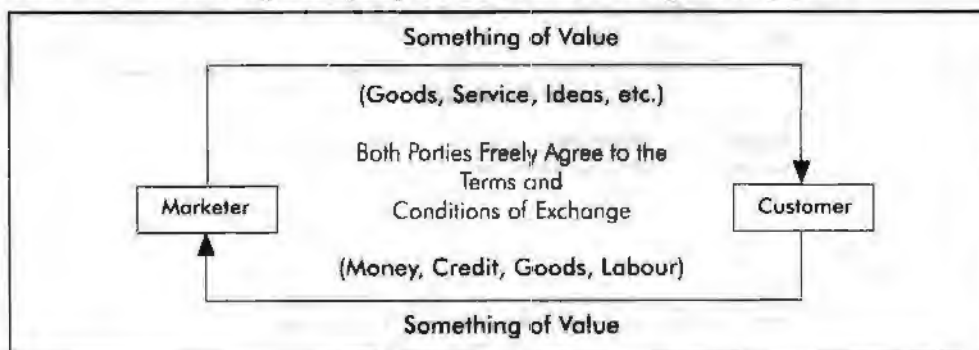 Something of Value
(Goods, Service, Ideas, etc.)
Both Parties Freely Agree to the
Terms and
Conditions of Exchange
Marketer
Customer
(Money, Credit, Goods, Labour)
Something of Value